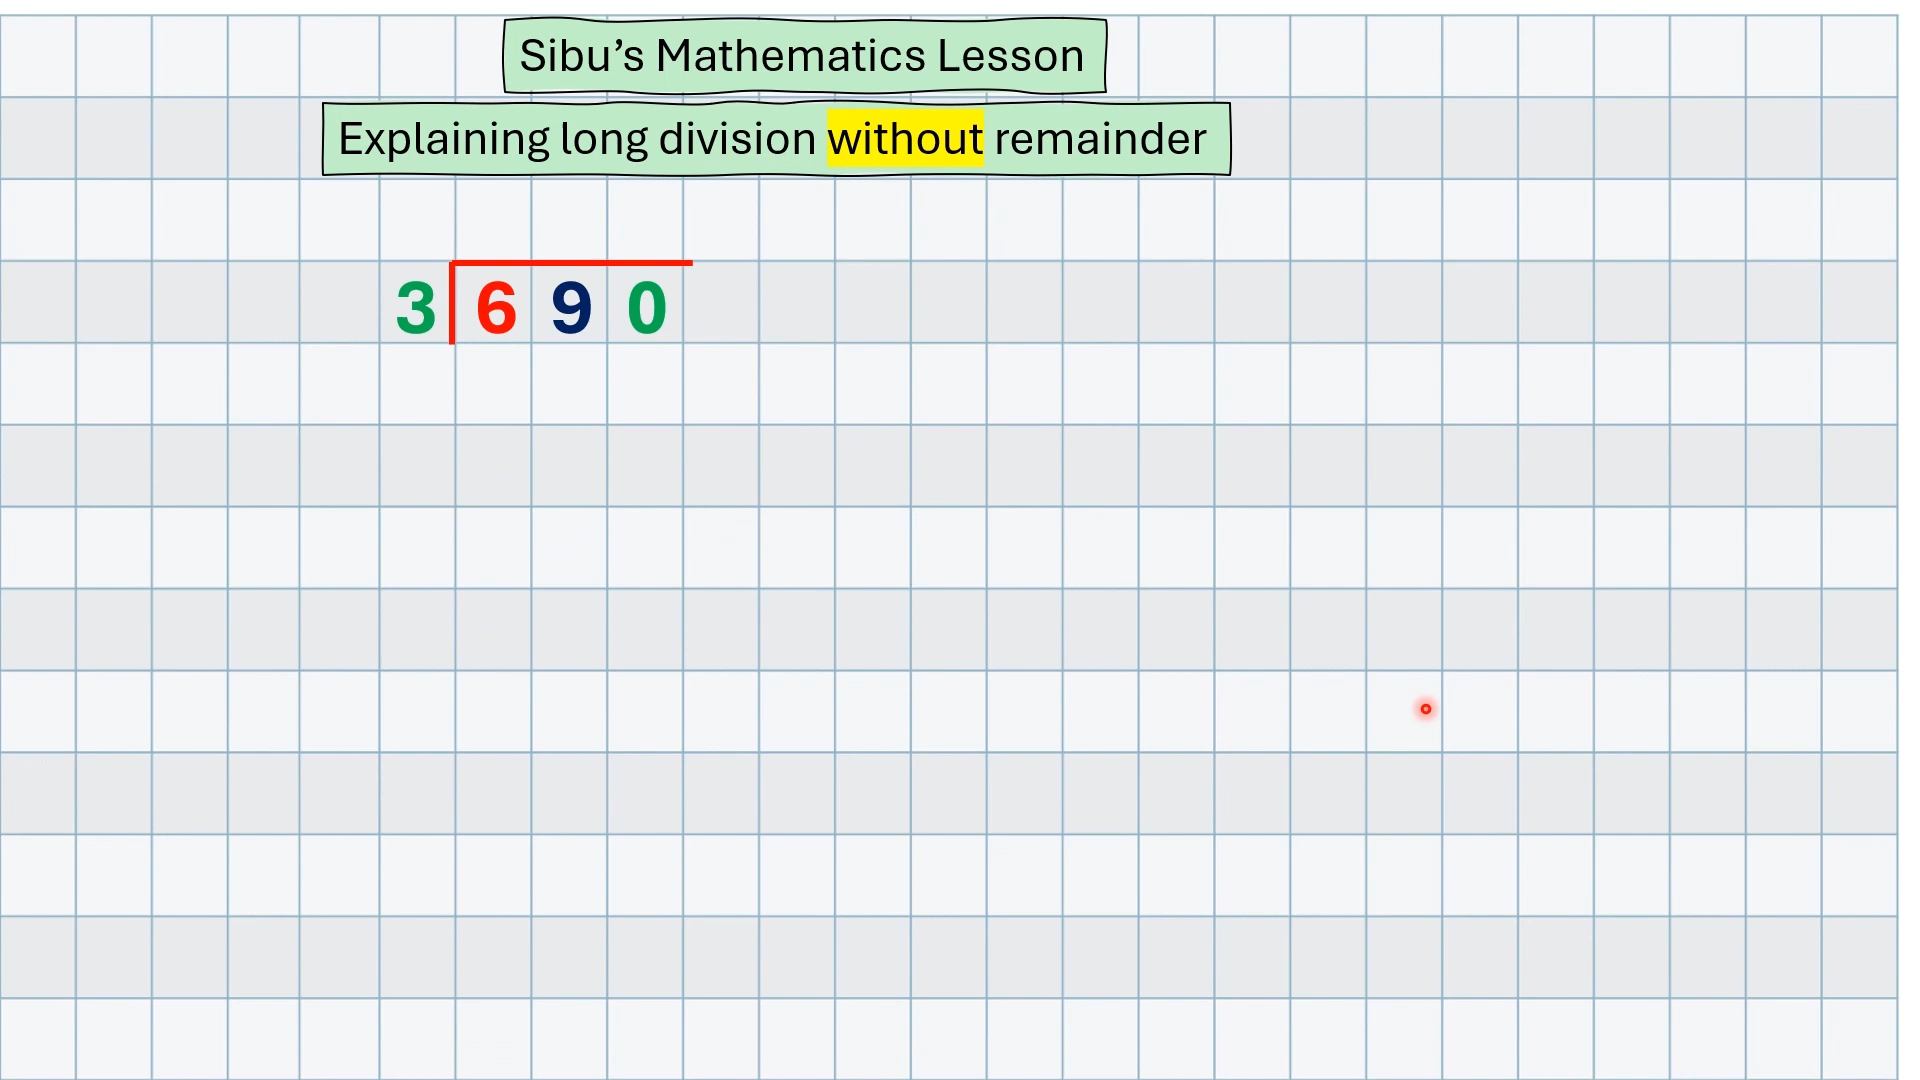 Sibu’s Mathematics Lesson
Explaining long division without remainder
3 6 9 0